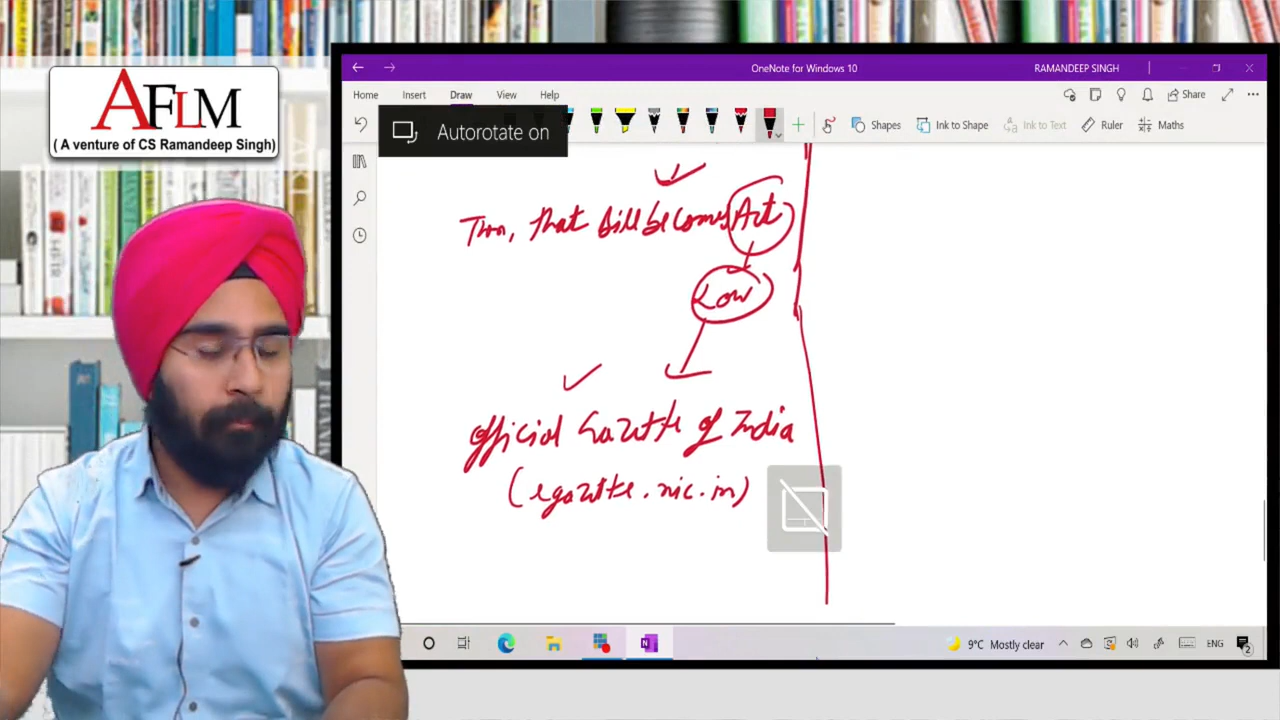 AFLM
( A venture of CS Ramandeep Singh)
OneNote for Windows 10
RAMANDEEP SINGH
Home Insert Draw View Help
Share
Autorotate on
Shapes
Ink to Shape
Ink to Text
Ruler
Maths
that Bill becomes Act
Law
official Gazette of India
(egazette.nic.in)
9°C Mostly clear
ENG
2